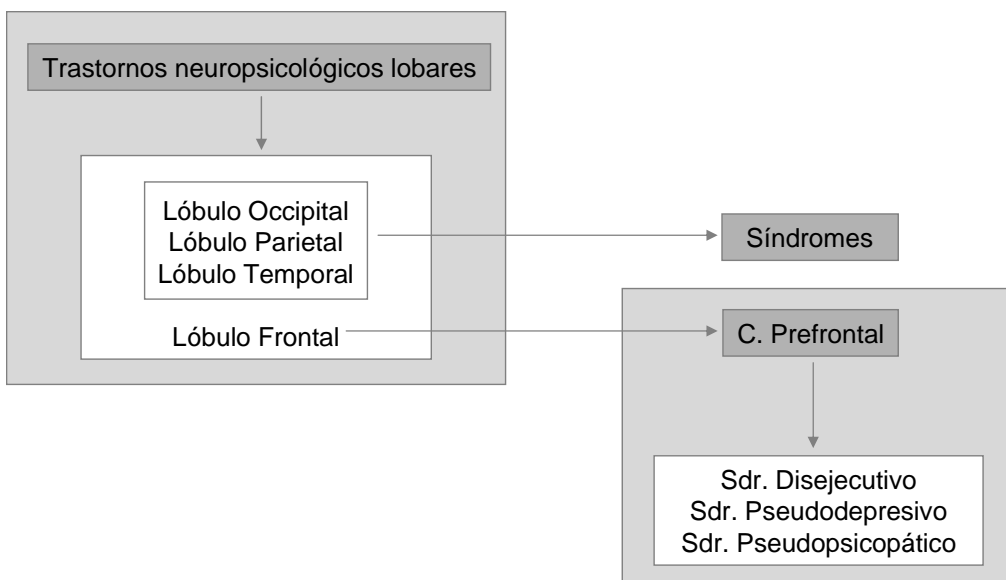 Trastornos neuropsicológicos lobares
Lóbulo Occipital
Lóbulo Parietal
Lóbulo Temporal
Síndromes
Lóbulo Frontal
C. Prefrontal
Sdr. Disejecutivo
Sdr. Pseudodepresivo
Sdr. Pseudopsicopático